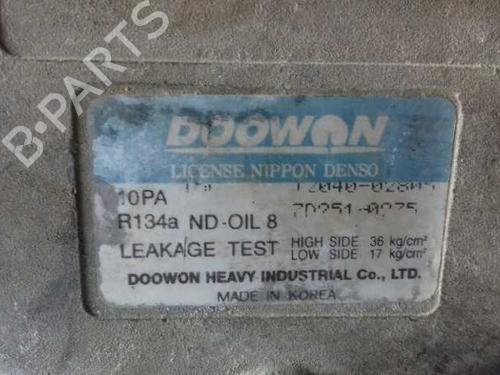 B-PARTS
DOOWON
LICENSE NIPPON DENSO
10PA
R134a ND-OIL 8
LEAKAGE TEST HIGH SIDE 36 kg/cm²
LOW SIDE 17 kg/cm²
DOOWON HEAVY INDUSTRIAL Co., LTD.
MADE IN KOREA